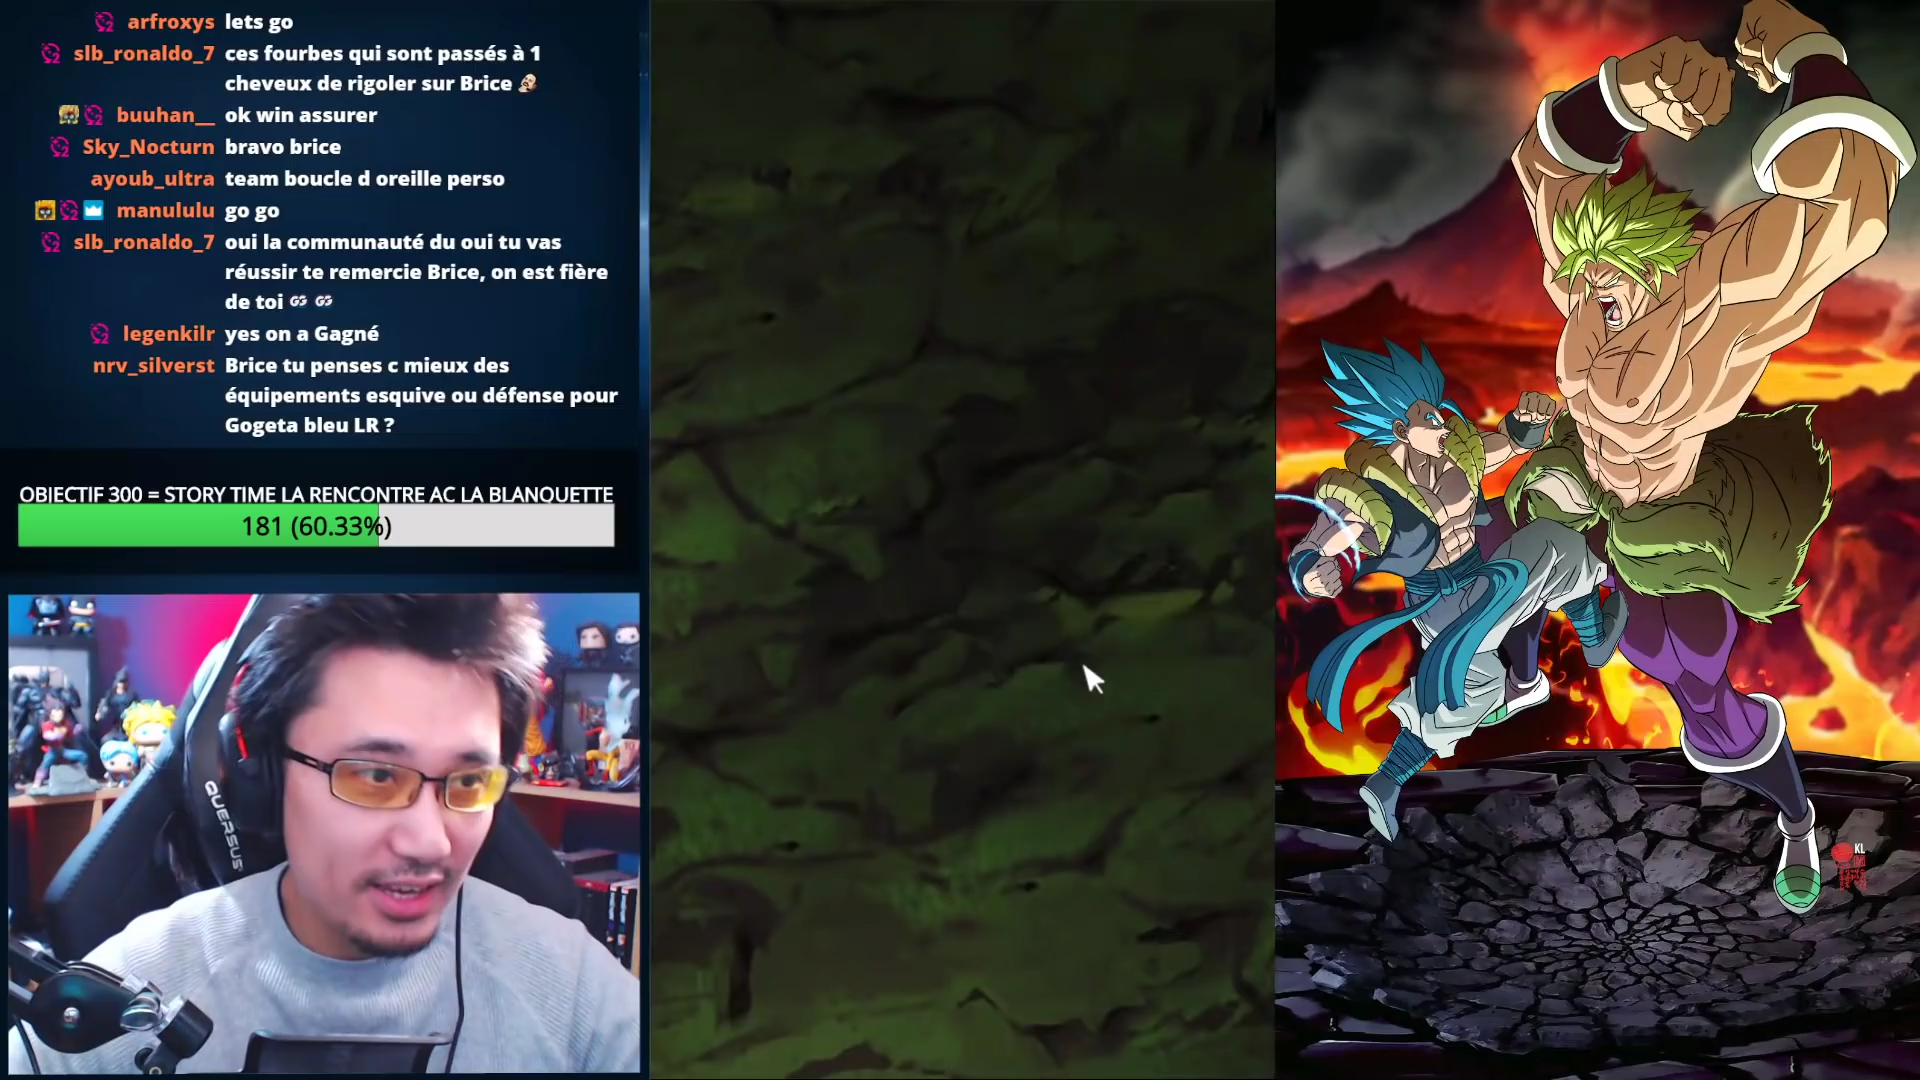 arfroxys lets go
slb_ronaldo_7 ces fourbes qui sont passés à 1
cheveux de rigoler sur Brice
buuhan__ ok win assurer
Sky_Nocturn bravo brice
ayoub_ultra team boucle d oreille perso
manululu go go
slb_ronaldo_7 oui la communauté du oui tu vas
réussir te remercie Brice, on est fière
de toi
legenkilr yes on a Gagné
nrv_silverst Brice tu penses c mieux des
équipements esquive ou défense pour
Gogeta bleu LR ?
OBJECTIF 300 = STORY TIME LA RENCONTRE AC LA BLANQUETTE
181 (60.33%)
QUERSUS
KL